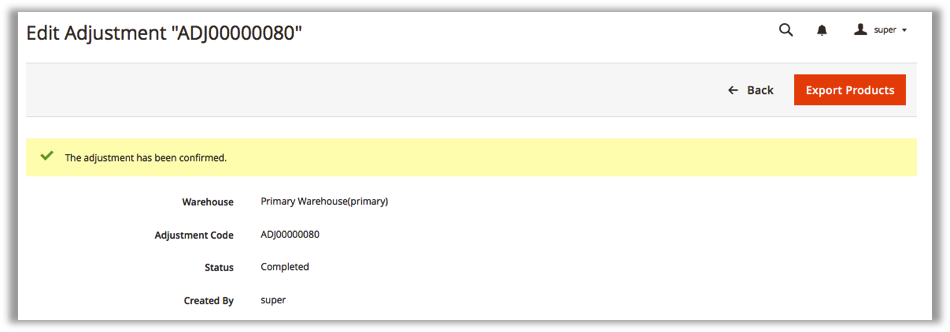 Edit Adjustment "ADJ00000080"
super
Back
Export Products
The adjustment has been confirmed.
Warehouse Primary Warehouse(primary)
Adjustment Code ADJ00000080
Status Completed
Created By super